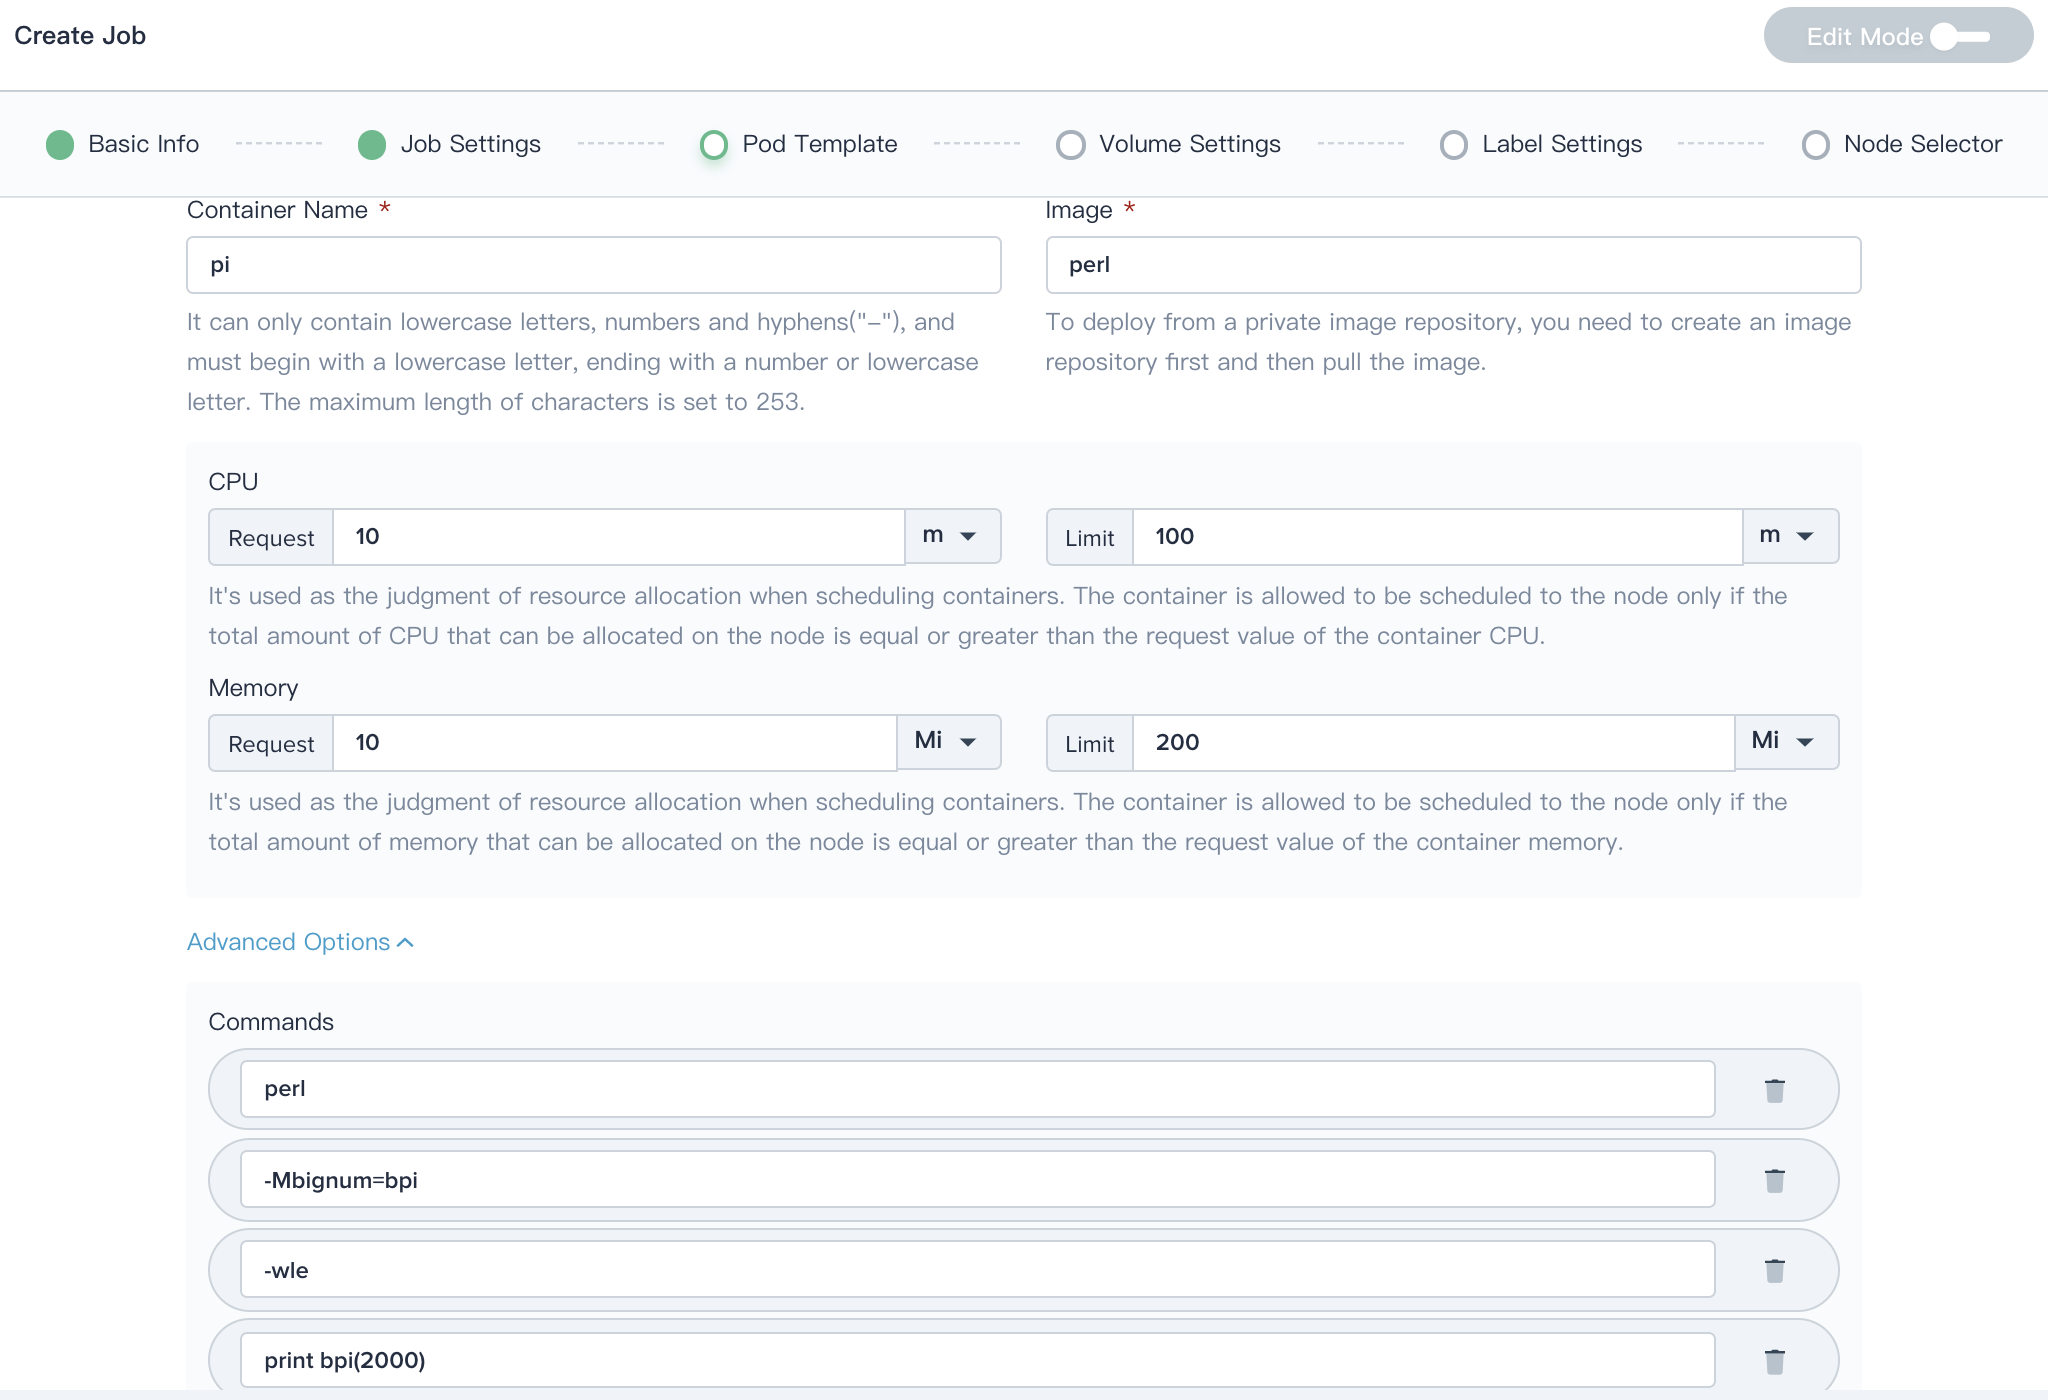 Create Job
Edit Mode
Basic Info
Job Settings
Pod Template
Volume Settings
Label Settings
Node Selector
Container Name *
pi
It can only contain lowercase letters, numbers and hyphens("-"), and
must begin with a lowercase letter, ending with a number or lowercase
letter. The maximum length of characters is set to 253.
Image *
perl
To deploy from a private image repository, you need to create an image
repository first and then pull the image.
CPU
Request 10 m
Limit 100 m
It's used as the judgment of resource allocation when scheduling containers. The container is allowed to be scheduled to the node only if the
total amount of CPU that can be allocated on the node is equal or greater than the request value of the container CPU.
Memory
Request 10 Mi
Limit 200 Mi
It's used as the judgment of resource allocation when scheduling containers. The container is allowed to be scheduled to the node only if the
total amount of memory that can be allocated on the node is equal or greater than the request value of the container memory.
Advanced Options
Commands
perl
-Mbignum=bpi
-wle
print bpi(2000)